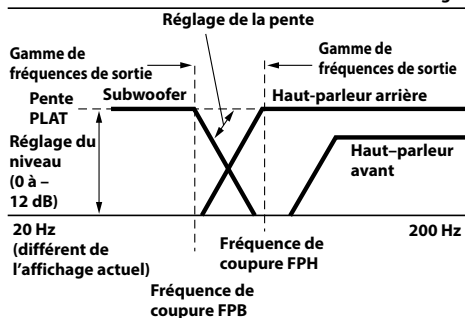 Réglage de la pente
Gamme de
fréquences de sortie
Gamme de
fréquences de sortie
Pente
PLAT
Subwoofer
Haut-parleur arrière
Réglage du
niveau
(0 à –
12 dB)
Haut–parleur
avant
20 Hz
(différent de
l’affichage actuel)
200 Hz
Fréquence de
coupure FPH
Fréquence de
coupure FPB